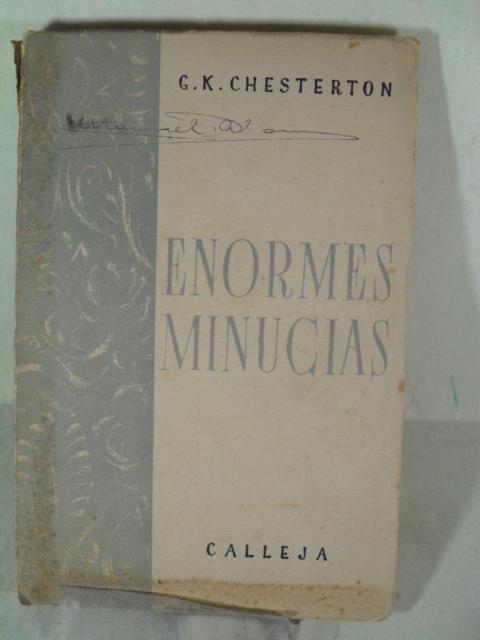 G. K. CHESTERTON
ENORMES
MINUCIAS
CALLEJA